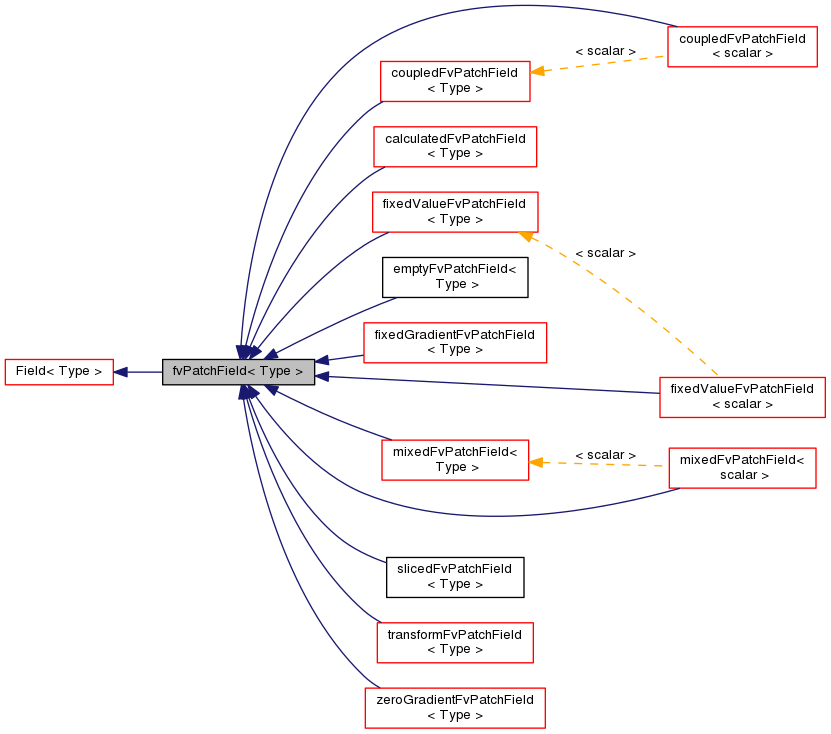 coupledFvPatchField
< scalar >
< scalar >
coupledFvPatchField
< Type >
calculatedFvPatchField
< Type >
fixedValueFvPatchField
< Type >
< scalar >
emptyFvPatchField<
Type >
fixedGradientFvPatchField
< Type >
Field< Type >
fvPatchField< Type >
fixedValueFvPatchField
< scalar >
mixedFvPatchField<
Type >
< scalar >
mixedFvPatchField<
scalar >
slicedFvPatchField
< Type >
transformFvPatchField
< Type >
zeroGradientFvPatchField
< Type >